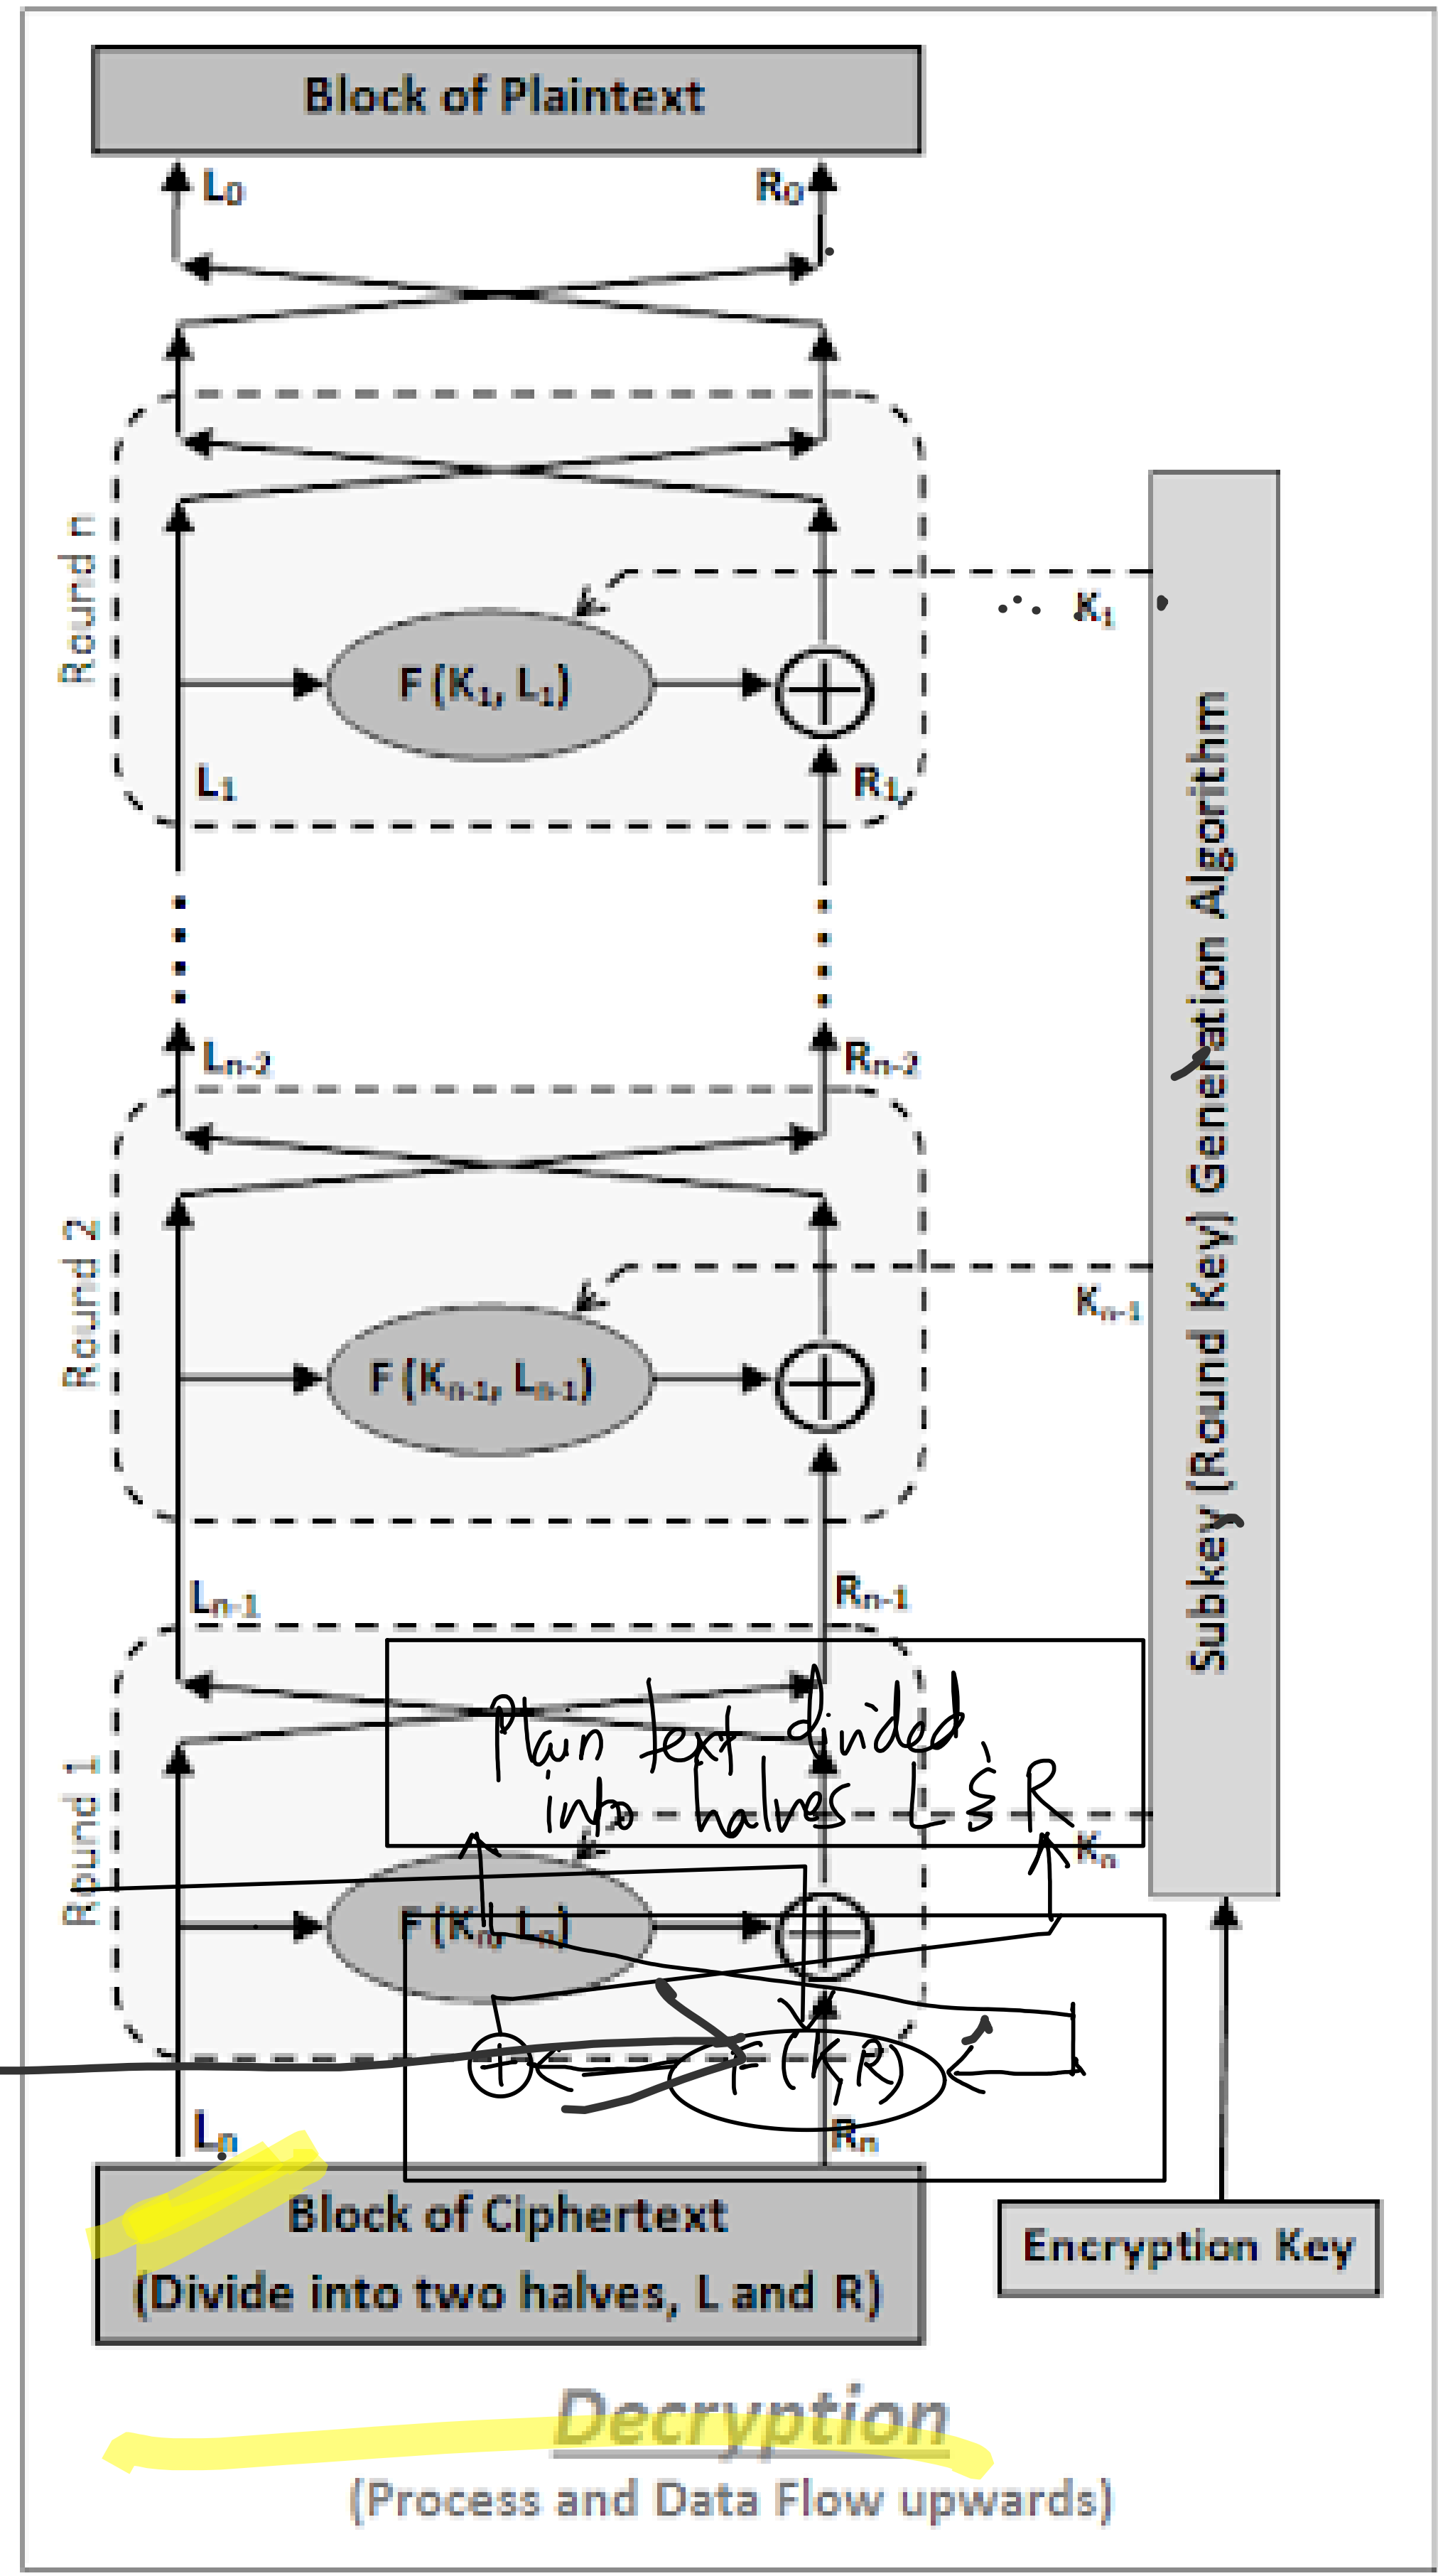 Block of Plaintext
L0
R0
Round n
K1
F (K1, L1)
L1
R1
Subkey (Round Key) Generation Algorithm
Ln-2
Rn-2
Round 2
Kn-1
F (Kn-1, Ln-1)
Ln-1
Rn-1
Round 1
Plain text divided
into halves L & R
Kn
F (Kn, Ln)
F (K, R)
Ln
Rn
Block of Ciphertext
(Divide into two halves, L and R)
Encryption Key
Decryption
(Process and Data Flow upwards)